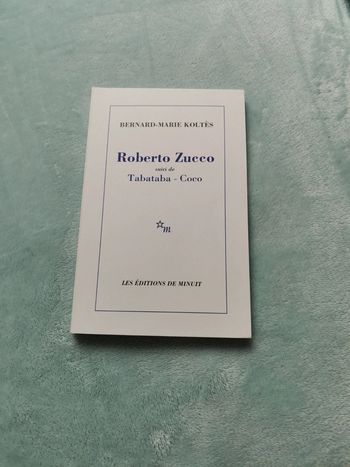 BERNARD-MARIE KOLTÈS
Roberto Zucco
suivi de
Tabataba - Coco
m
LES ÉDITIONS DE MINUIT